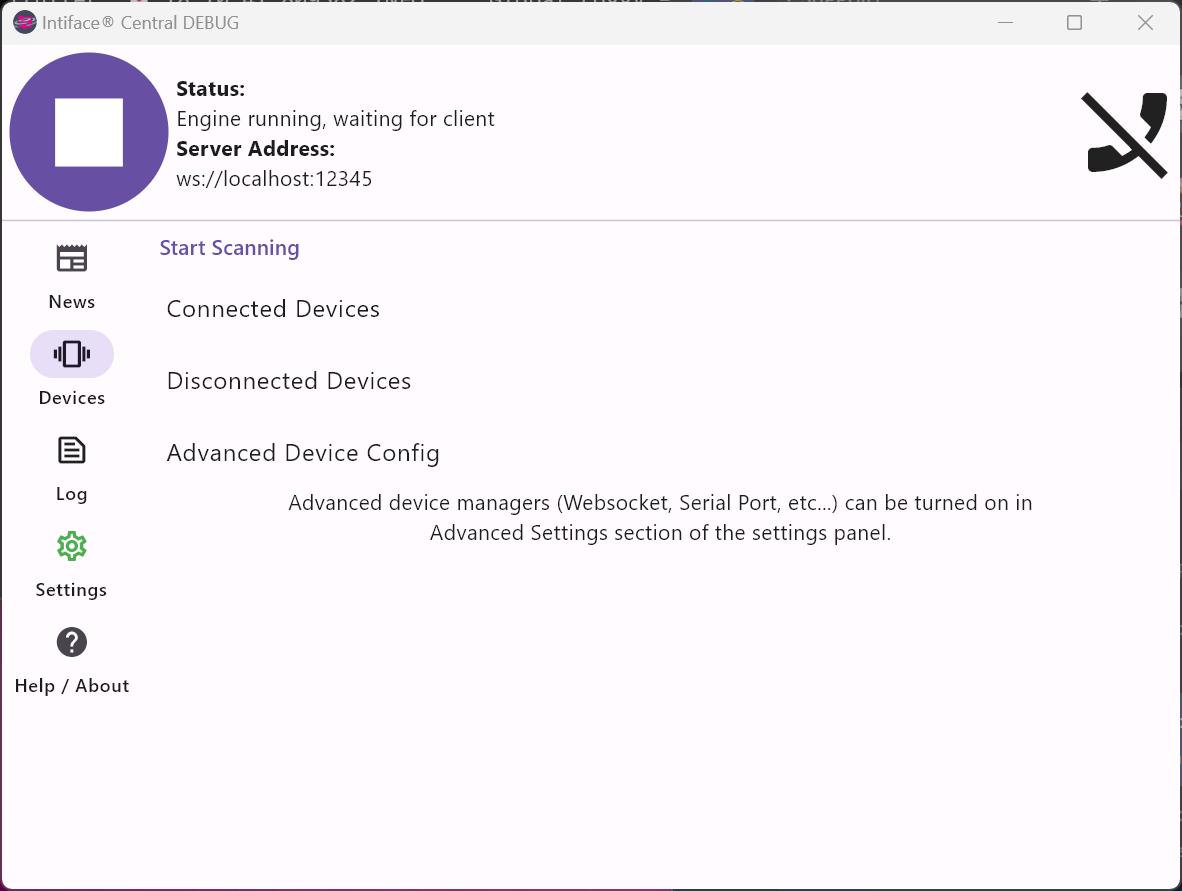 Intiface® Central DEBUG
Status:
Engine running, waiting for client
Server Address:
ws://localhost:12345
Start Scanning
News
Connected Devices
Disconnected Devices
Devices
Advanced Device Config
Log
Advanced device managers (Websocket, Serial Port, etc...) can be turned on in
Advanced Settings section of the settings panel.
Settings
Help / About